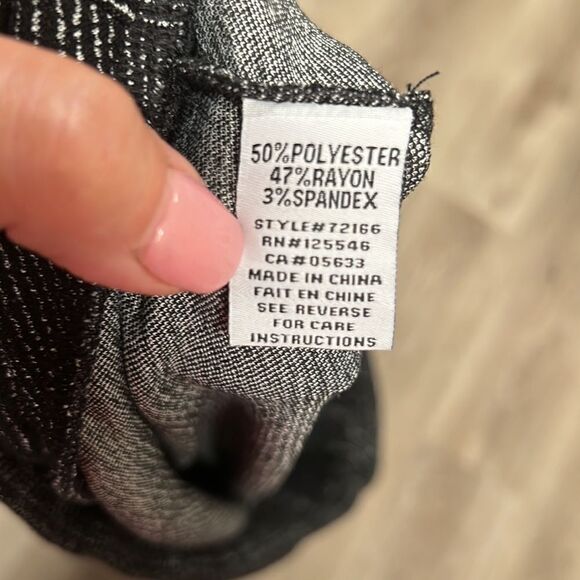 50%POLYESTER
47%RAYON
3%SPANDEX
STYLE#72166
RN#125546
CA#05633
MADE IN CHINA
FAIT EN CHINE
SEE REVERSE
FOR CARE
INSTRUCTIONS